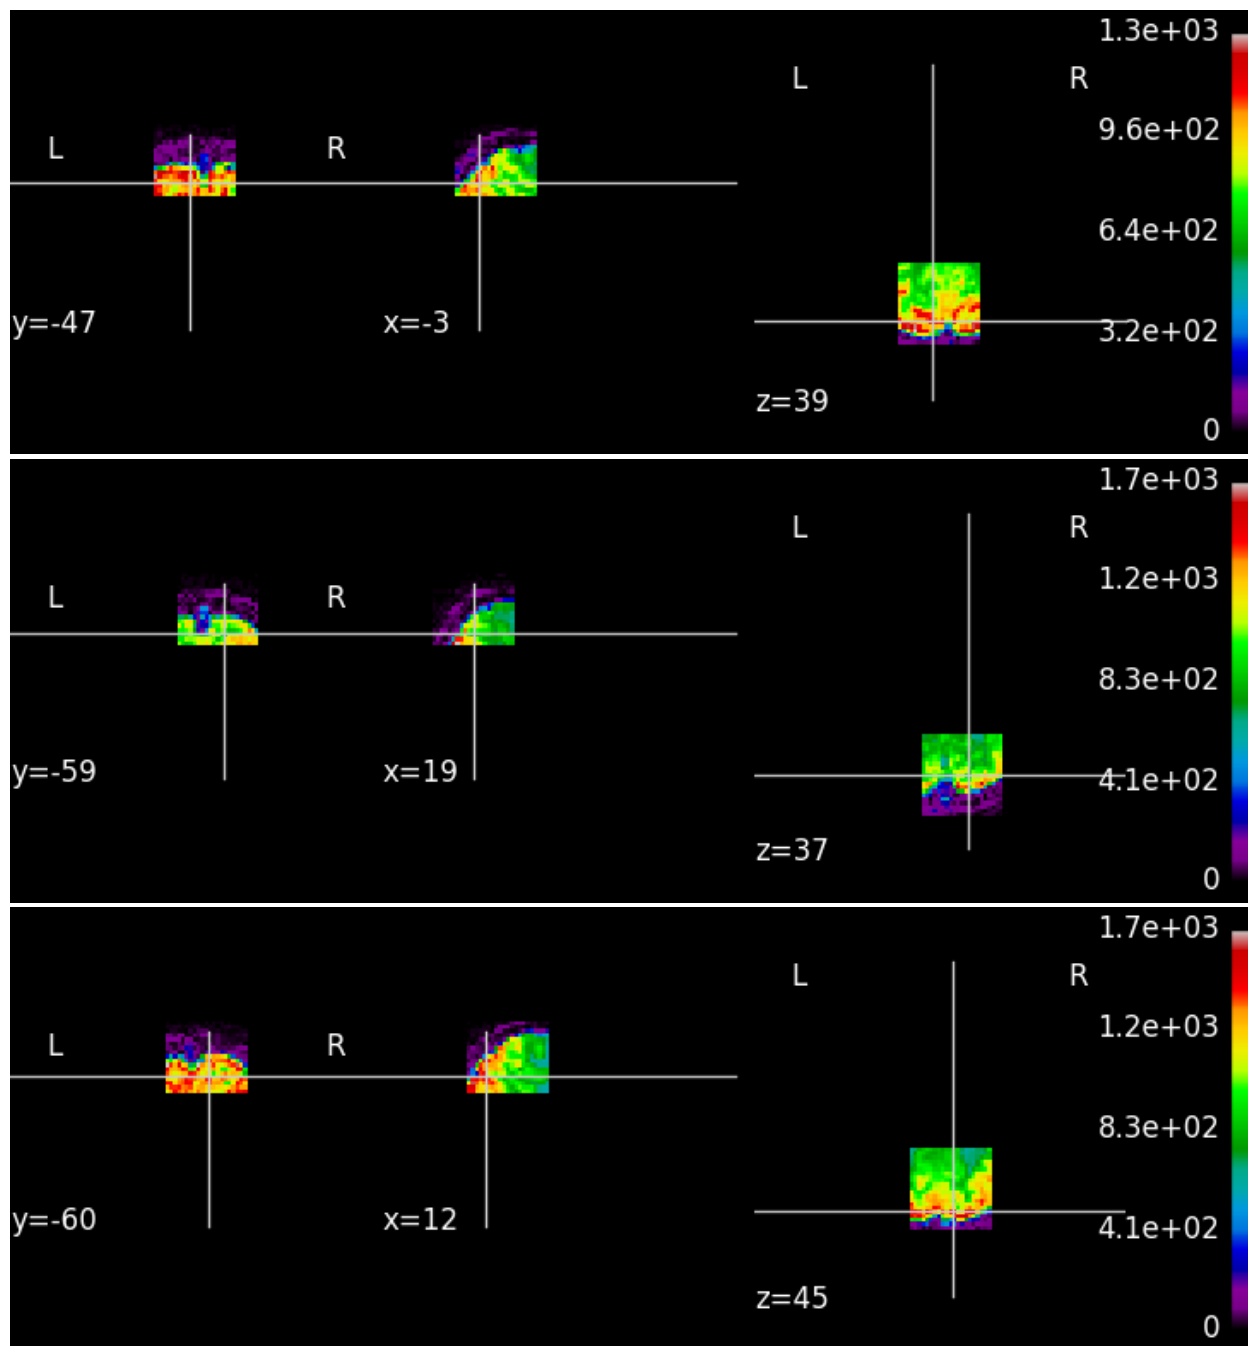 1.3e+03
L R
9.6e+02
L R
6.4e+02
3.2e+02
y=-47 x=-3
z=39
0
1.7e+03
L R
1.2e+03
L R
8.3e+02
4.1e+02
y=-59 x=19
z=37
0
1.7e+03
L R
1.2e+03
L R
8.3e+02
4.1e+02
y=-60 x=12
z=45
0